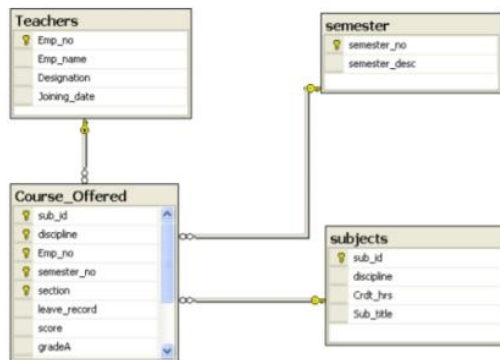 Teachers
Emp_no
Emp_name
Designation
Joining_date
semester
semester_no
semester_desc
Course_Offered
sub_id
discipline
Emp_no
semester_no
section
leave_record
score
gradeA
subjects
sub_id
discipline
Crdt_hrs
Sub_title